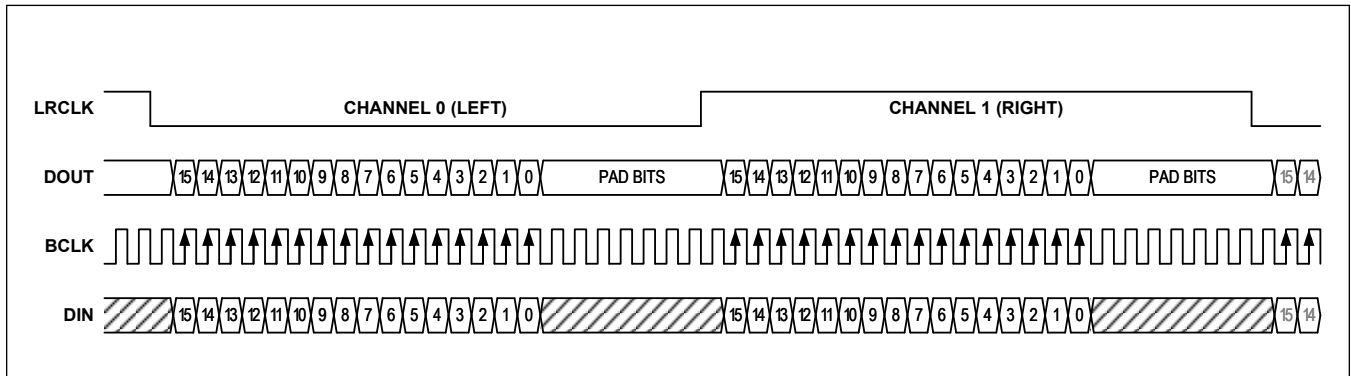 LRCLK CHANNEL 0 (LEFT) CHANNEL 1 (RIGHT)
DOUT 15 14 13 12 11 10 9 8 7 6 5 4 3 2 1 0 PAD BITS 15 14 13 12 11 10 9 8 7 6 5 4 3 2 1 0 PAD BITS 15 14
BCLK
DIN 15 14 13 12 11 10 9 8 7 6 5 4 3 2 1 0 15 14 13 12 11 10 9 8 7 6 5 4 3 2 1 0 15 14